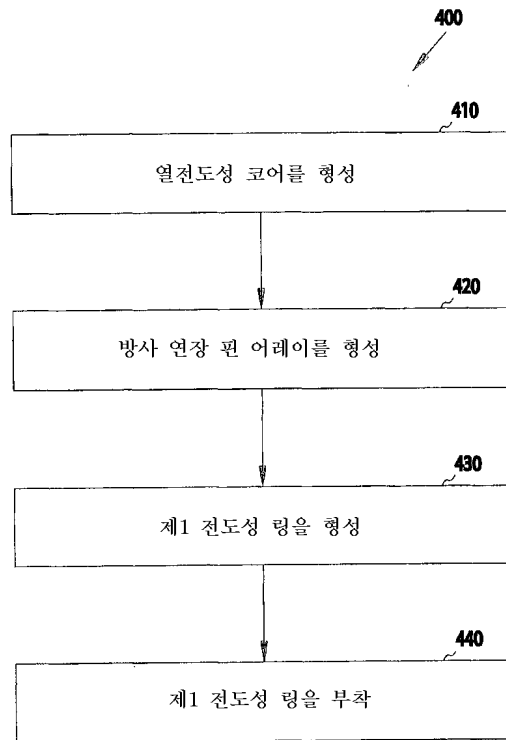 400
410
열전도성 코어를 형성
420
방사 연장 핀 어레이를 형성
430
제1 전도성 링을 형성
440
제1 전도성 링을 부착